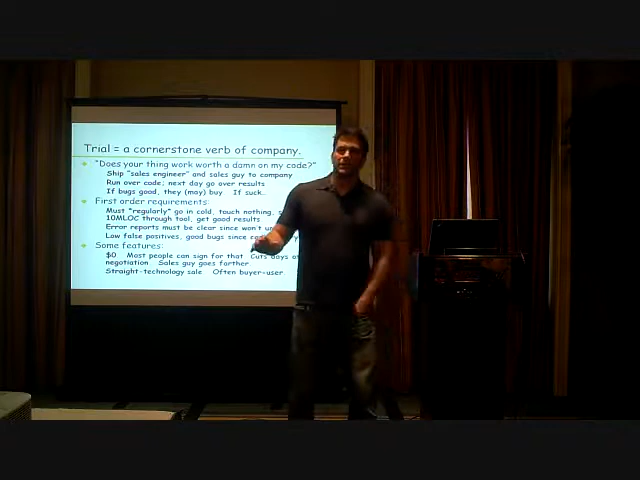 Trial = a cornerstone verb of company.
"Does your thing work worth a damn on my code?"
Ship "sales engineer" and sales guy to company
Run over code; next day go over results
If bugs good, they (may) buy If suck..
First order requirements:
Must "regularly" go in cold, touch nothing,
10MLOC through tool, get good results
Error reports must be clear since won't
Low false positives, good bugs since
Some features:
$0 Most people can sign for that. Cuts days of
negotiation Sales guy goes farther.
Straight-technology sale Often buyer=user.